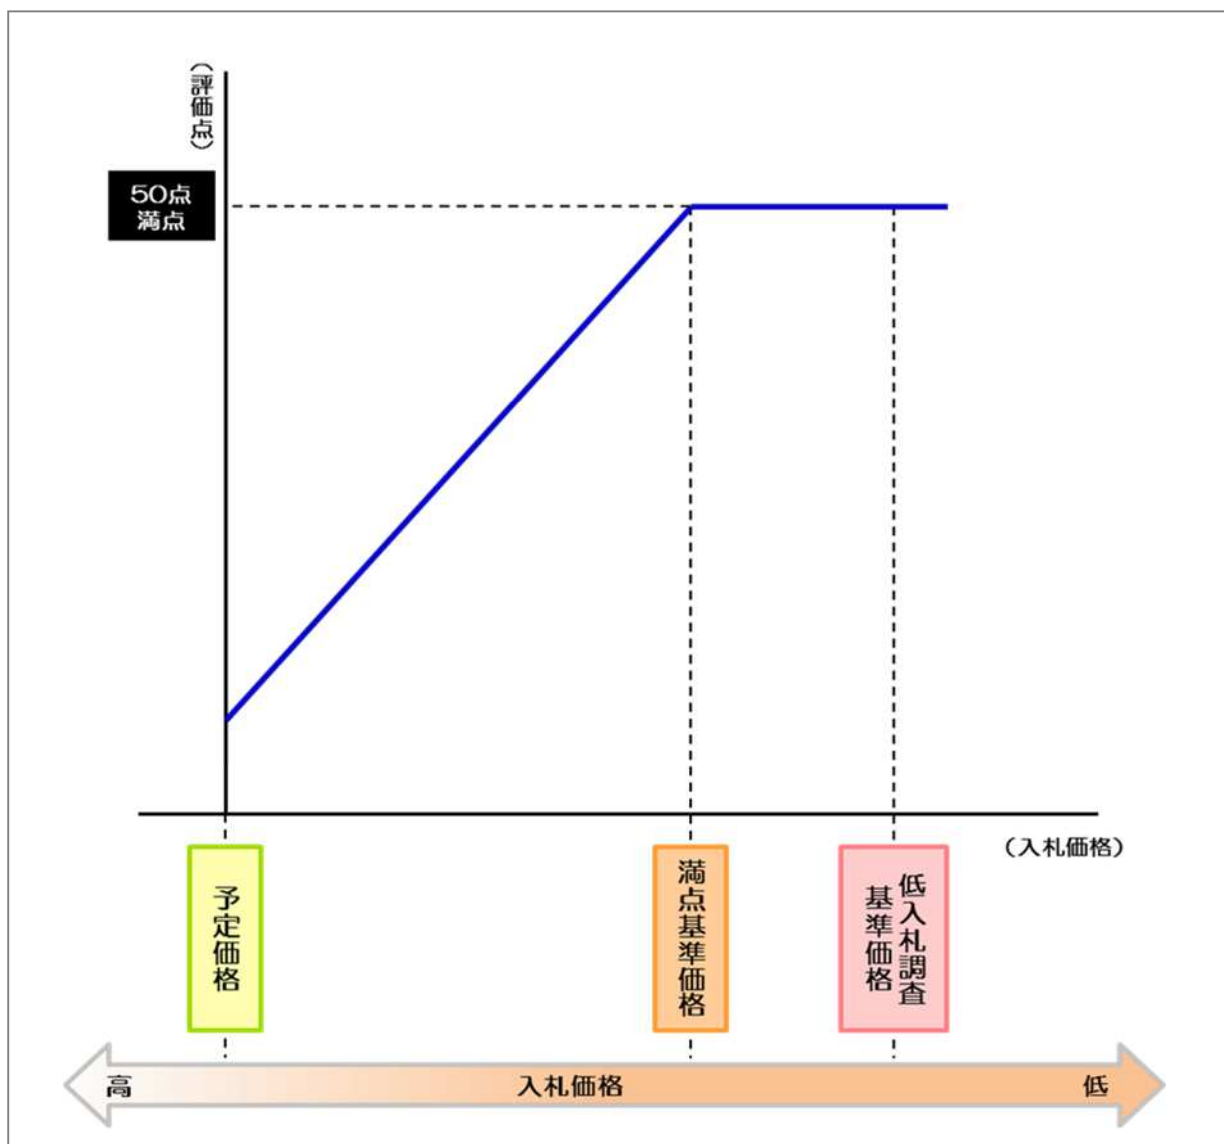 （評価点）
50点
満点
（入札価格）
予定価格
満点基準価格
低入札調査
基準価格
高
入札価格
低